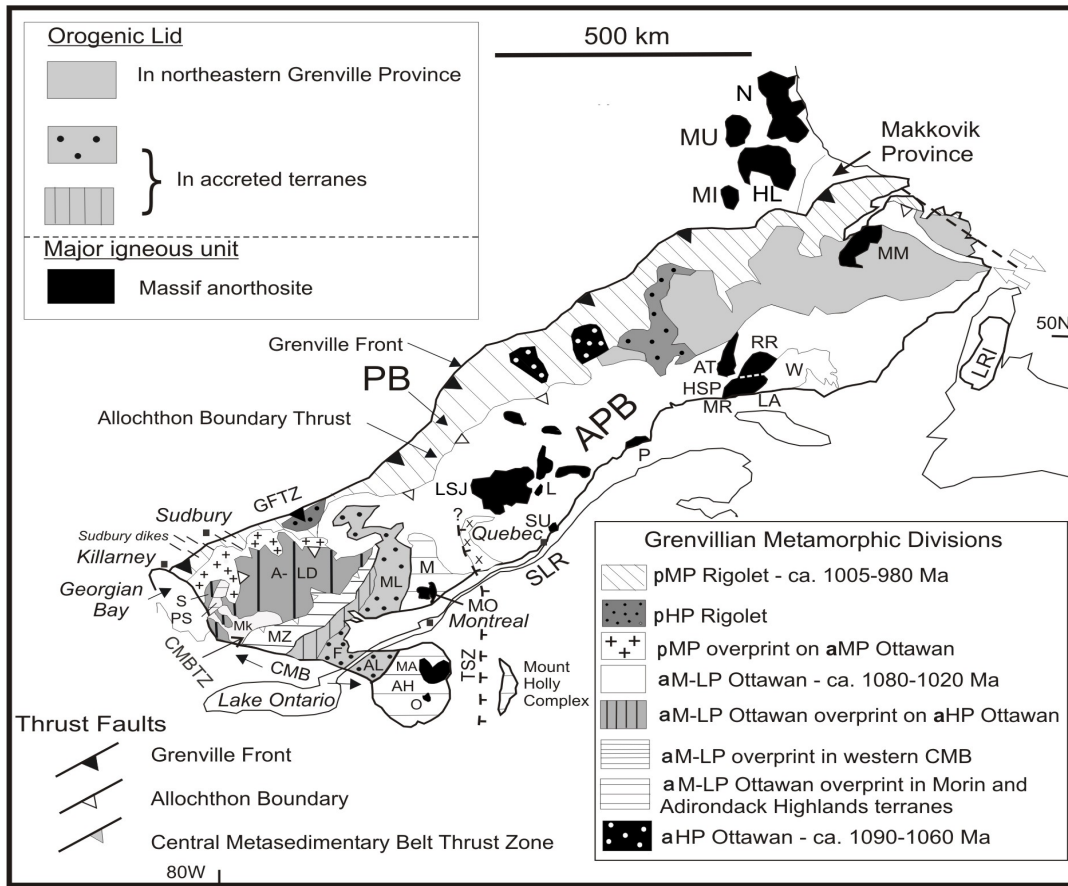 Orogenic Lid
In northeastern Grenville Province
In accreted terranes
Major igneous unit
Massif anorthosite
500 km
N
MU
Makkovik
Province
MI
HL
MM
50N
LRI
Grenville Front
PB
Allochthon Boundary Thrust
RR
AT
W
HSP
MR
LA
APB
P
LSJ
L
GFTZ
?
SU
Quebec
Sudbury
Sudbury dikes
Killarney
SLR
A- LD
ML
M
Georgian
Bay
S
PS
MO
Montreal
Mk
MZ
CMBTZ
CMB
F
AL
MA
TSZ
AH
O
Mount
Holly
Complex
Lake Ontario
Thrust Faults
Grenville Front
Allochthon Boundary
Central Metasedimentary Belt Thrust Zone
80W
Grenvillian Metamorphic Divisions
pMP Rigolet - ca. 1005-980 Ma
pHP Rigolet
pMP overprint on aMP Ottawan
aM-LP Ottawan - ca. 1080-1020 Ma
aM-LP Ottawan overprint on aHP Ottawan
aM-LP overprint in western CMB
aM-LP Ottawan overprint in Morin and
Adirondack Highlands terranes
aHP Ottawan - ca. 1090-1060 Ma